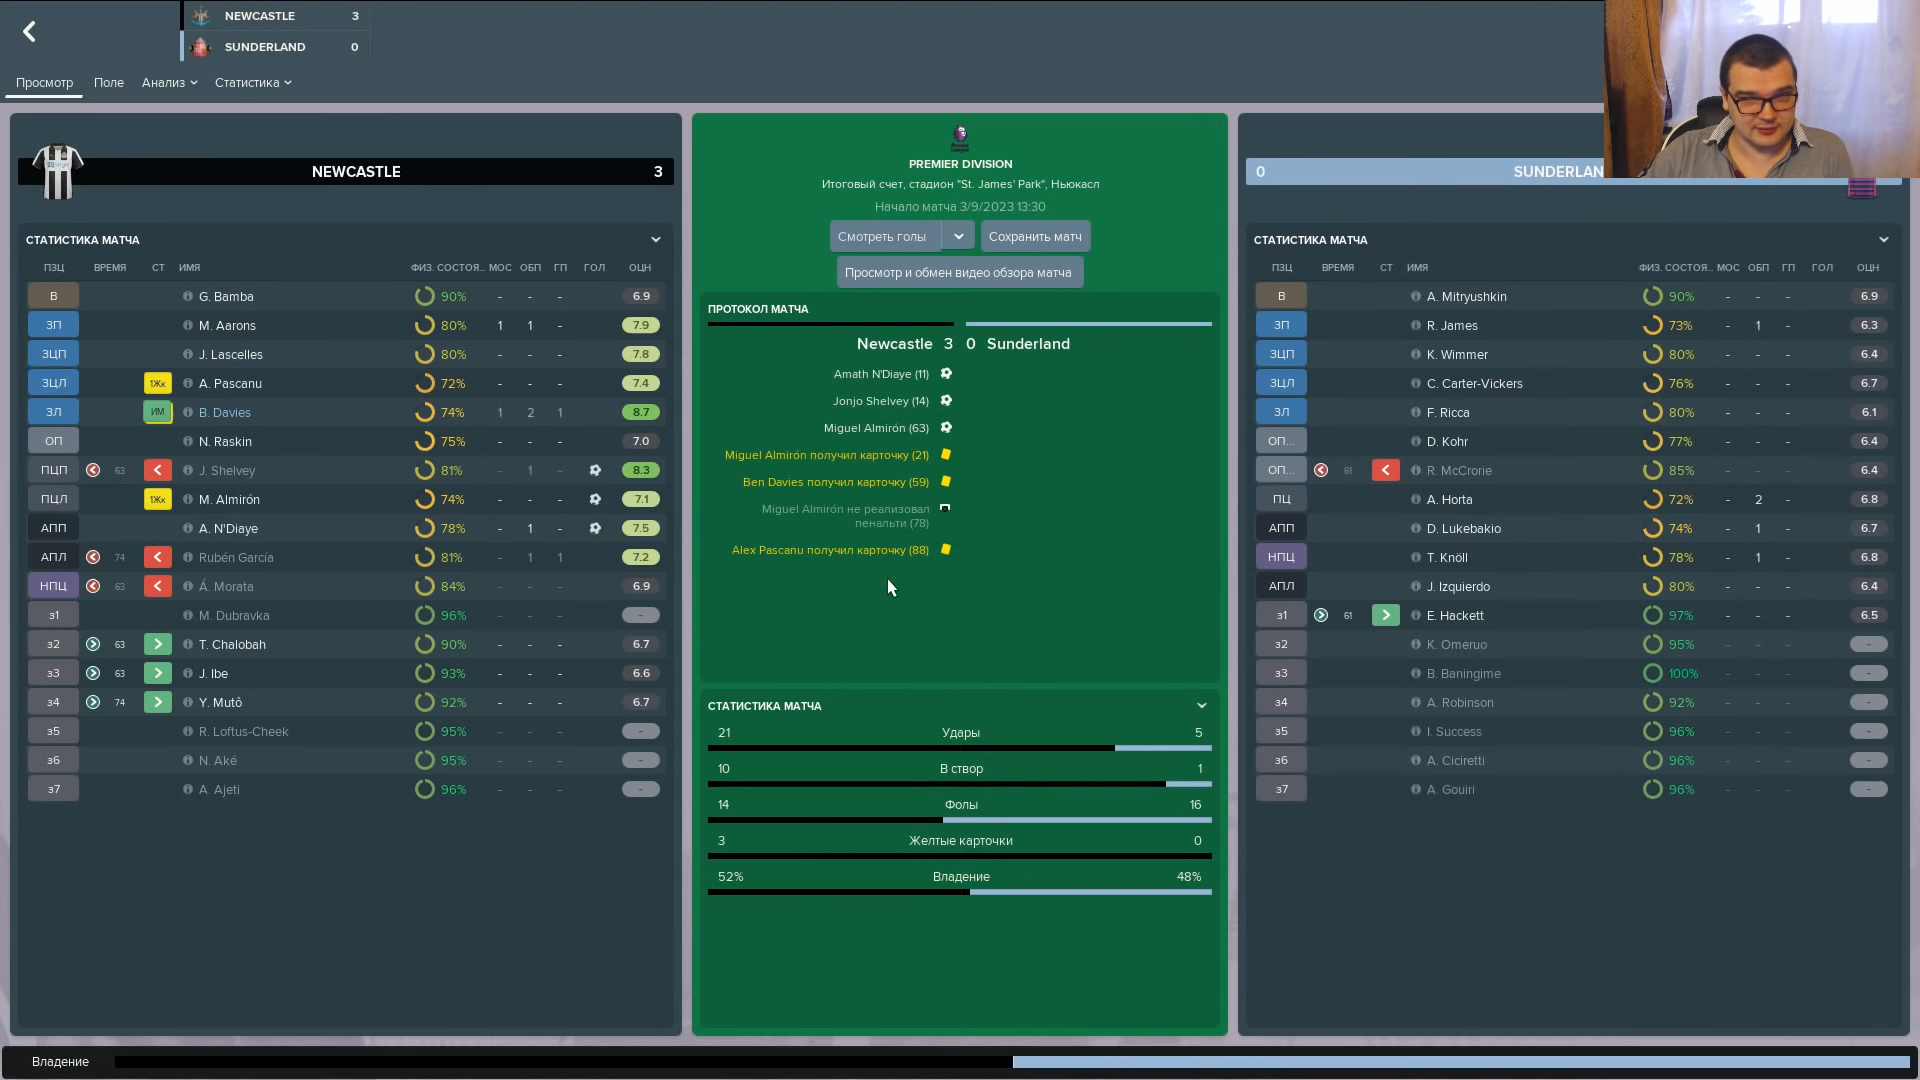 NEWCASTLE 3
SUNDERLAND 0
Просмотр Поле Анализ Статистика
NEWCASTLE 3
СТАТИСТИКА МАТЧА
ПЗЦ ВРЕМЯ СТ ИМЯ ФИЗ. СОСТОЯ... МОС ОБП ГП ГОЛ ОЦН
В G. Bamba 90% - - - 6.9
ЗП M. Aarons 80% 1 1 - 7.9
ЗЦП J. Lascelles 80% - - - 7.8
ЗЦЛ 1Жк A. Pascanu 72% - - - 7.4
ЗЛ ИМ B. Davies 74% 1 2 1 8.7
ОП N. Raskin 75% - - - 7.0
ПЦП 63 J. Shelvey 81% - 1 - 8.3
ПЦЛ 1Жк M. Almirón 74% - - - 7.1
АПП A. N'Diaye 78% - 1 - 7.5
АПЛ 74 Rubén García 81% - 1 1 7.2
НПЦ 63 Á. Morata 84% - - - 6.9
з1 M. Dubravka 96% - - - -
з2 63 T. Chalobah 90% - - - 6.7
з3 63 J. Ibe 93% - - - 6.6
з4 74 Y. Mutô 92% - - - 6.7
з5 R. Loftus-Cheek 95% - - - -
з6 N. Aké 95% - - - -
з7 A. Ajeti 96% - - - -
PREMIER DIVISION
Итоговый счет, стадион "St. James' Park", Ньюкасл
Начало матча 3/9/2023 13:30
Смотреть голы Сохранить матч
Просмотр и обмен видео обзора матча
ПРОТОКОЛ МАТЧА
Newcastle 3 0 Sunderland
Amath N'Diaye (11)
Jonjo Shelvey (14)
Miguel Almirón (63)
Miguel Almirón получил карточку (21)
Ben Davies получил карточку (59)
Miguel Almirón не реализовал
пенальти (78)
Alex Pascanu получил карточку (88)
СТАТИСТИКА МАТЧА
21 Удары 5
10 В створ 1
14 Фолы 16
3 Желтые карточки 0
52% Владение 48%
0 SUNDERLAN
СТАТИСТИКА МАТЧА
ПЗЦ ВРЕМЯ СТ ИМЯ ФИЗ. СОСТОЯ... МОС ОБП ГП ГОЛ ОЦН
В A. Mitryushkin 90% - - - 6.9
ЗП R. James 73% - 1 - 6.3
ЗЦП K. Wimmer 80% - - - 6.4
ЗЦЛ C. Carter-Vickers 76% - - - 6.7
ЗЛ F. Ricca 80% - - - 6.1
ОП... D. Kohr 77% - - - 6.4
ОП... 61 R. McCrorie 85% - - - 6.4
ПЦ A. Horta 72% - 2 - 6.8
АПП D. Lukebakio 74% - 1 - 6.7
НПЦ T. Knöll 78% - 1 - 6.8
АПЛ J. Izquierdo 80% - - - 6.4
з1 61 E. Hackett 97% - - - 6.5
з2 K. Omeruo 95% - - - -
з3 B. Baningime 100% - - - -
з4 A. Robinson 92% - - - -
з5 I. Success 96% - - - -
з6 A. Ciciretti 96% - - - -
з7 A. Gouiri 96% - - - -
Владение